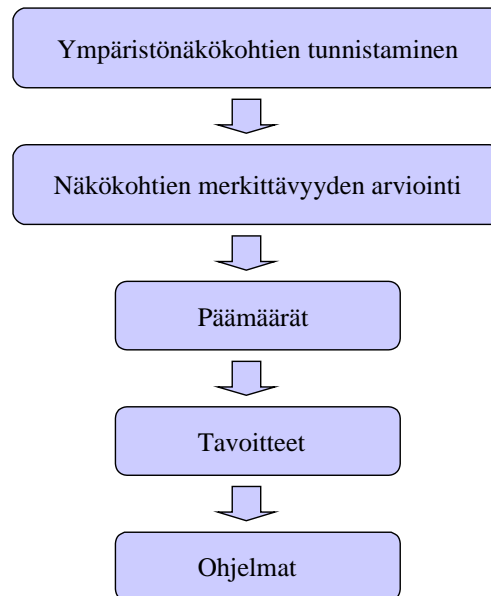 Ympäristönäkökohtien tunnistaminen
Näkökohtien merkittävyyden arviointi
Päämäärät
Tavoitteet
Ohjelmat